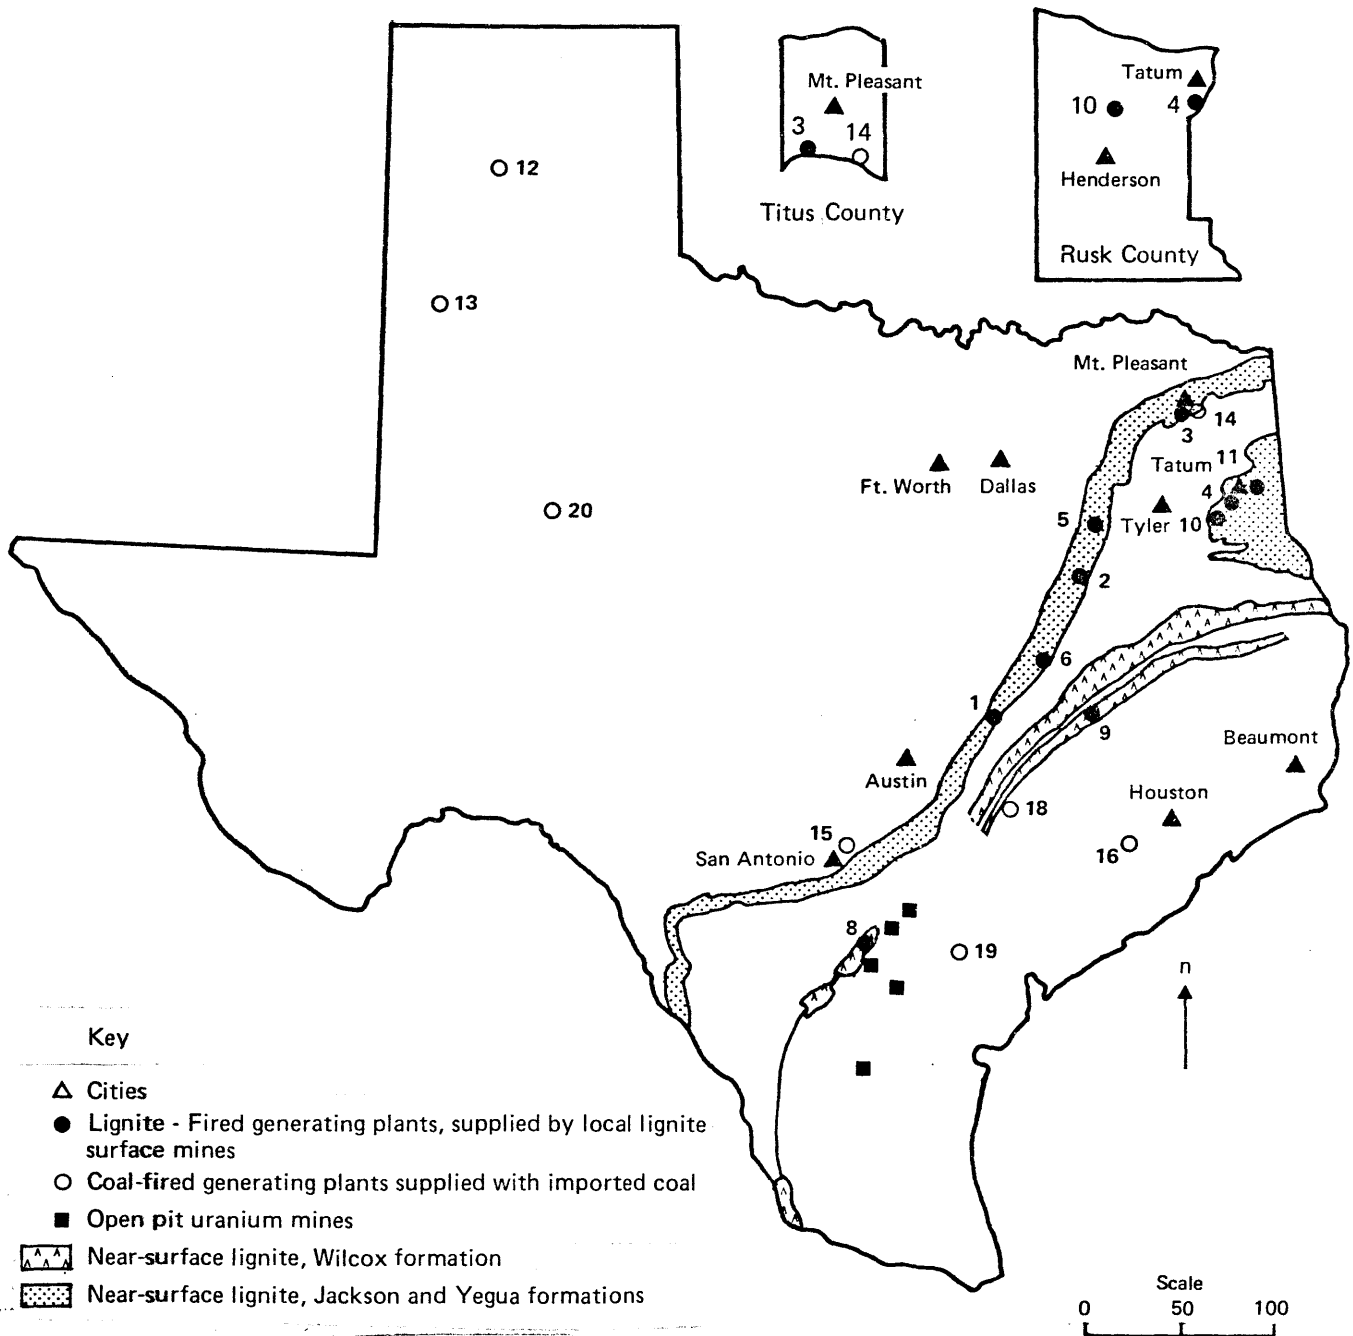 Mt. Pleasant
3
14
Titus County
Tatum
10
4
Henderson
Rusk County
12
13
Mt. Pleasant
14
3
Tatum
11
Ft. Worth
Dallas
4
5
Tyler
10
20
2
6
1
9
Beaumont
Austin
Houston
18
15
San Antonio
16
8
19
n
Key
Cities
Lignite - Fired generating plants, supplied by local lignite
surface mines
Coal-fired generating plants supplied with imported coal
Open pit uranium mines
Near-surface lignite, Wilcox formation
Near-surface lignite, Jackson and Yegua formations
Scale
0 50 100